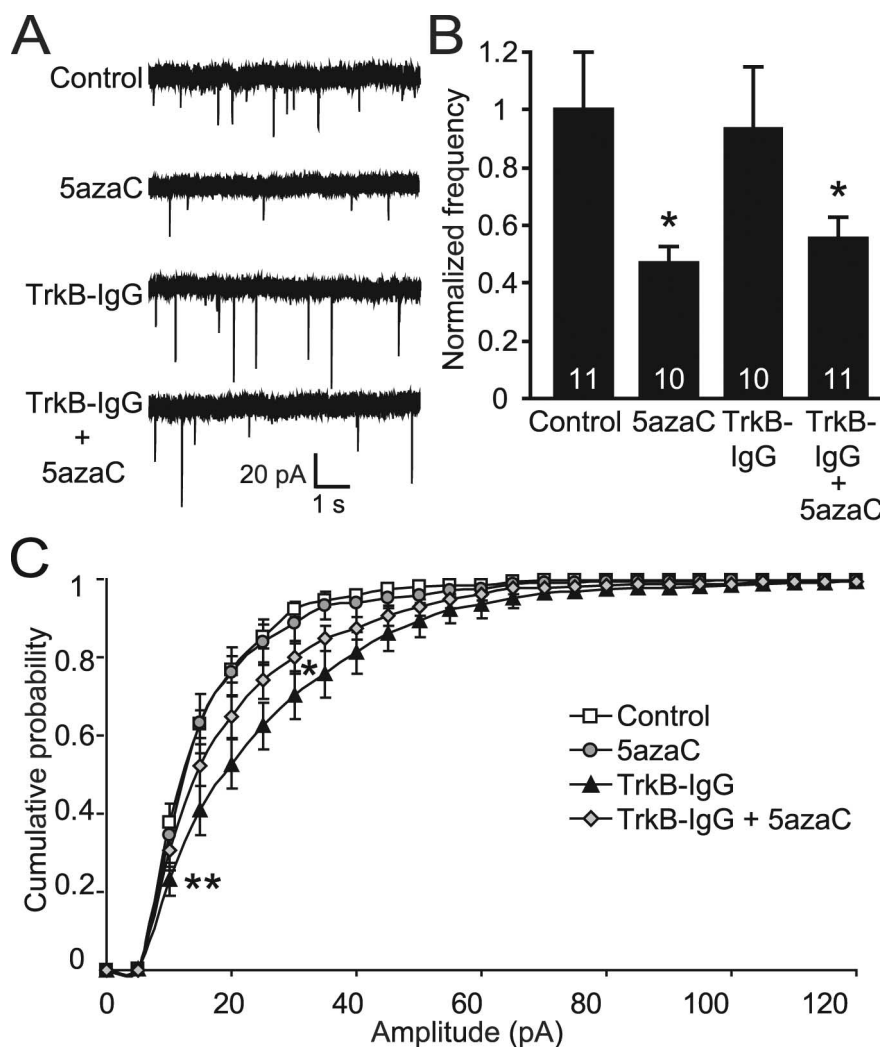 A
Control
5azaC
TrkB-IgG
TrkB-IgG
+
5azaC
20 pA
1 s
B
Normalized frequency
1.2
1
0.8
0.6
0.4
0.2
0
*
*
11
10
10
11
Control
5azaC
TrkB-
IgG
TrkB-
IgG
+
5azaC
C
Cumulative probability
1
0.8
0.6
0.4
0.2
0
*
**
Control
5azaC
TrkB-IgG
TrkB-IgG + 5azaC
0 20 40 60 80 100 120
Amplitude (pA)